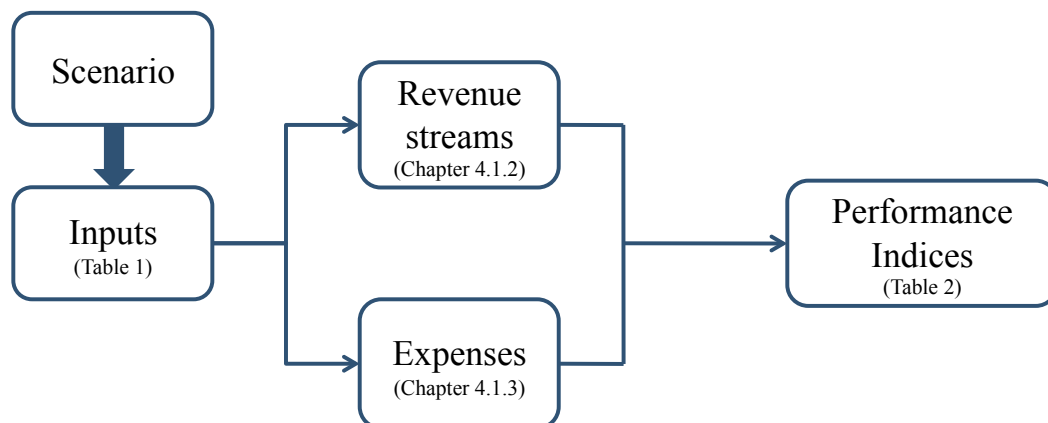 Scenario
Inputs
(Table 1)
Revenue
streams
(Chapter 4.1.2)
Expenses
(Chapter 4.1.3)
Performance
Indices
(Table 2)